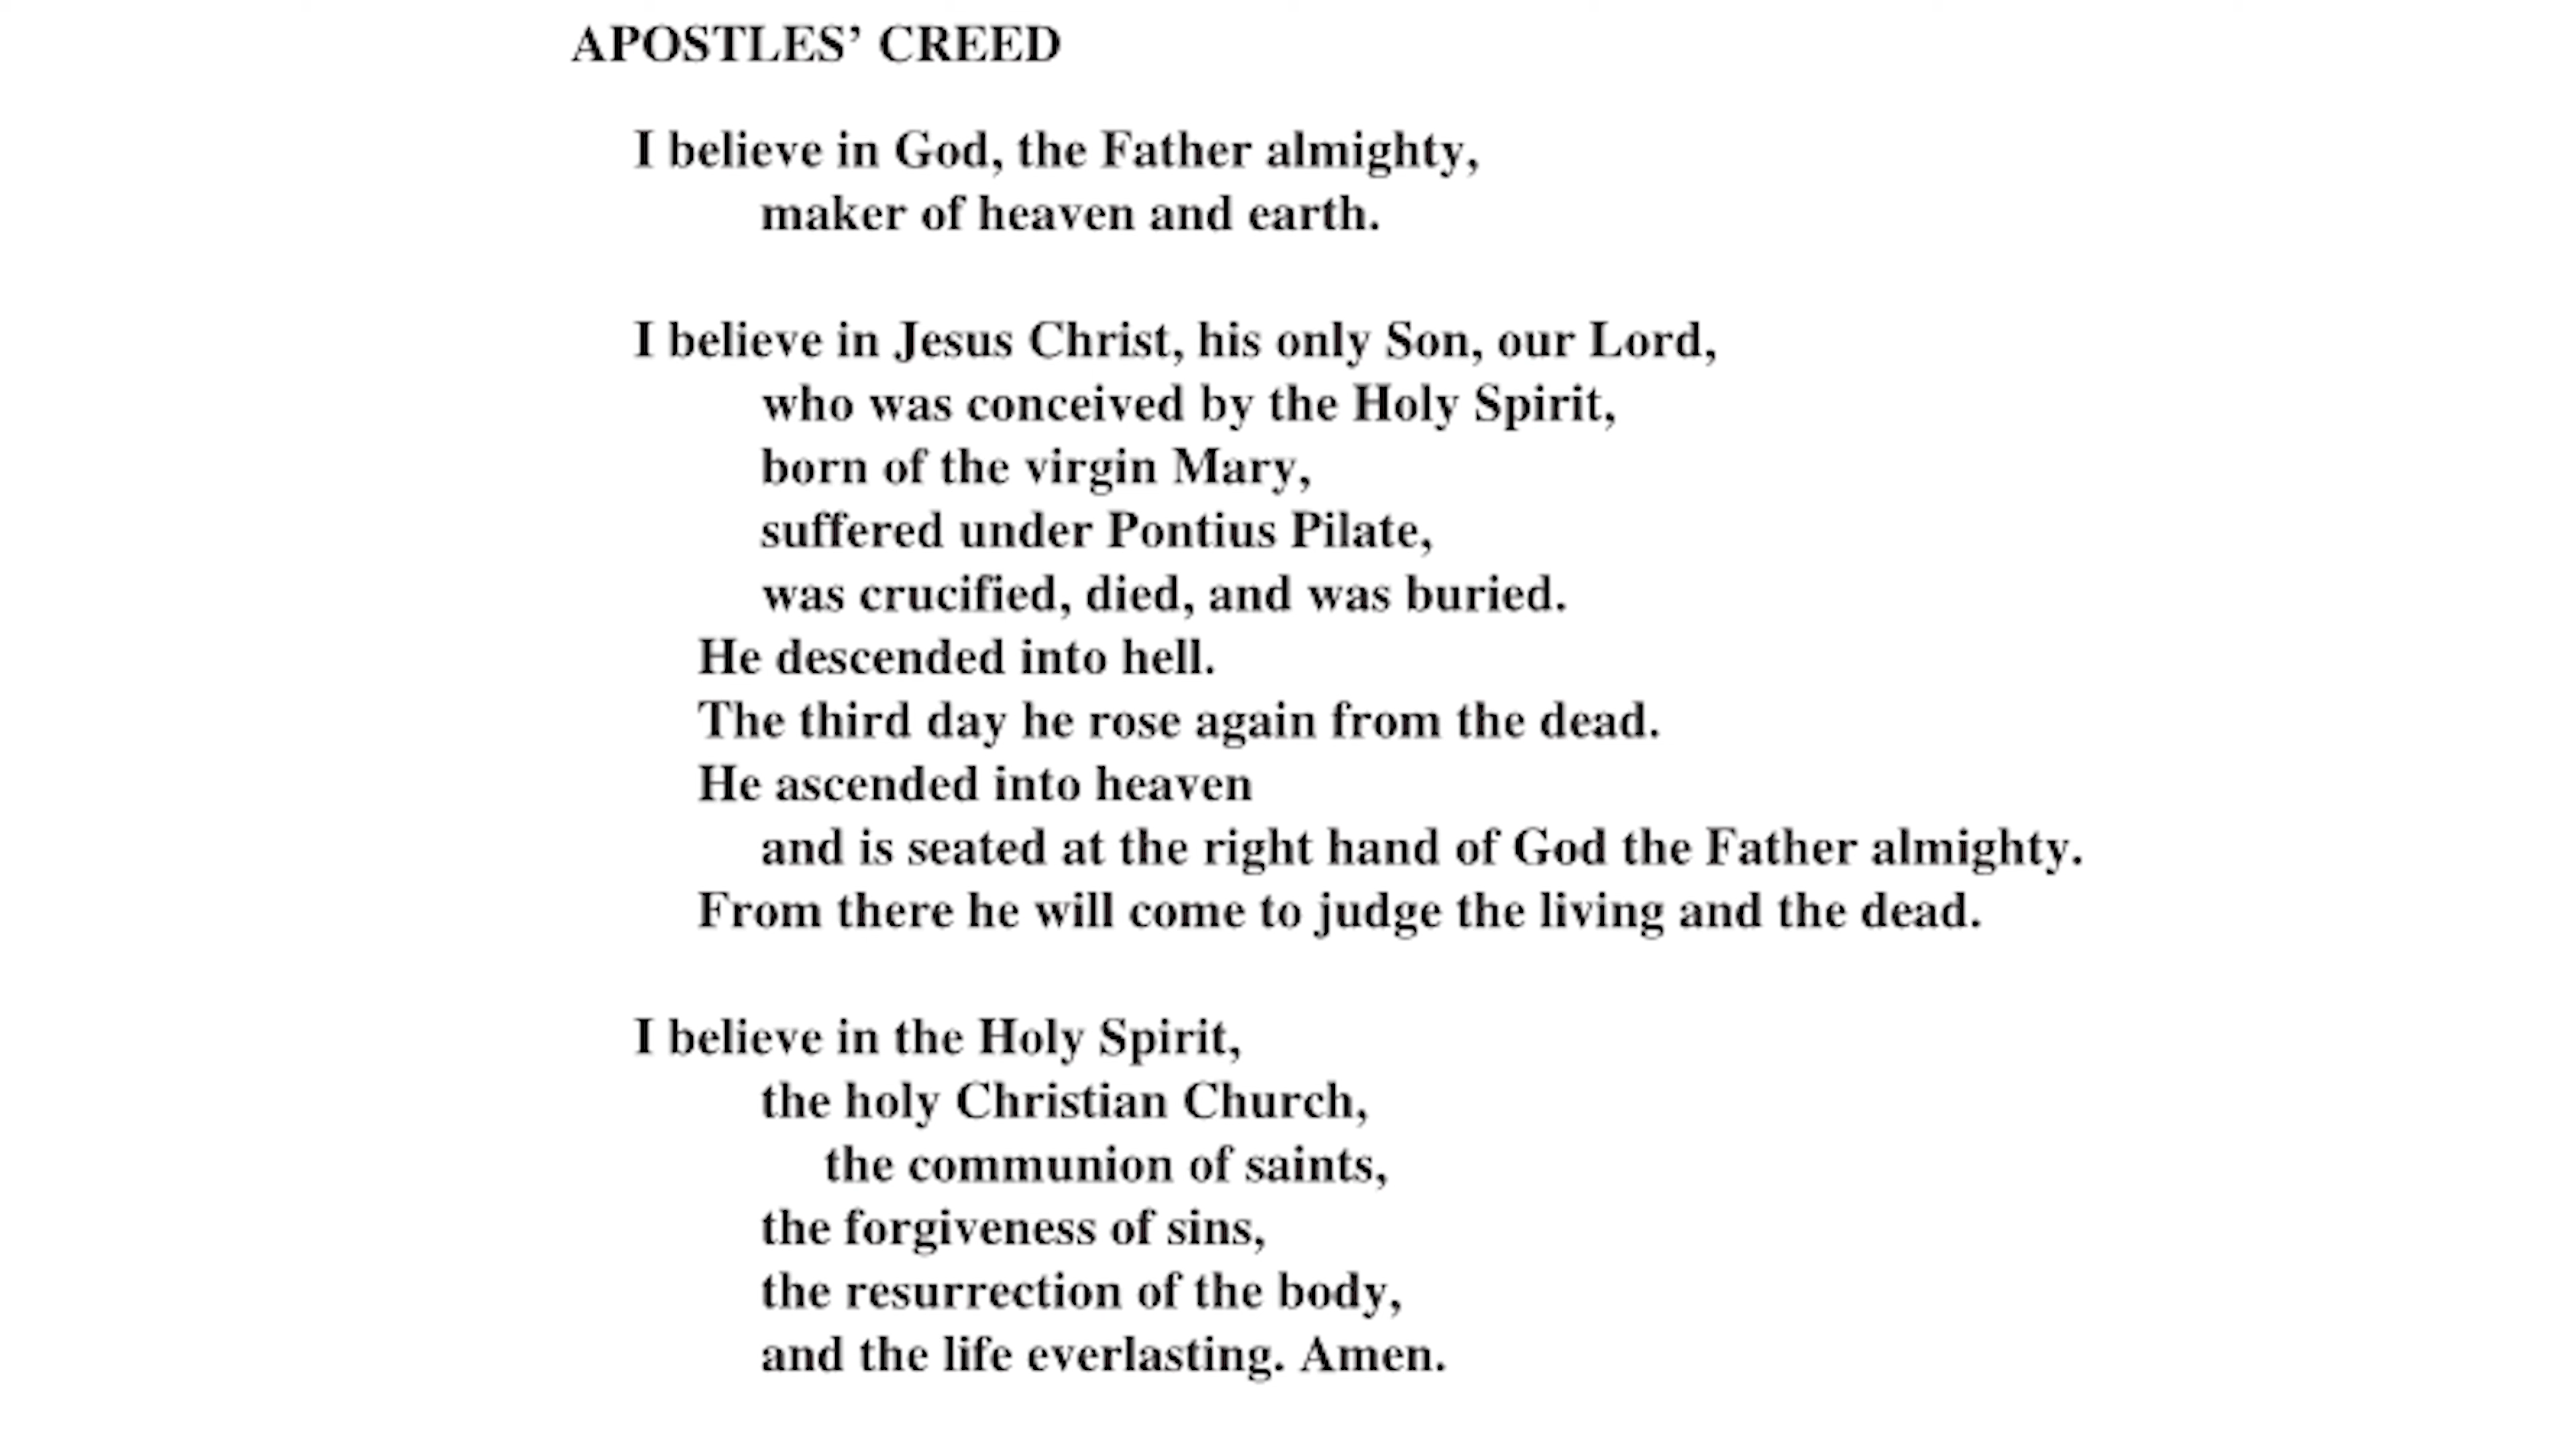 APOSTLES’ CREED
I believe in God, the Father almighty,
maker of heaven and earth.
I believe in Jesus Christ, his only Son, our Lord,
who was conceived by the Holy Spirit,
born of the virgin Mary,
suffered under Pontius Pilate,
was crucified, died, and was buried.
He descended into hell.
The third day he rose again from the dead.
He ascended into heaven
and is seated at the right hand of God the Father almighty.
From there he will come to judge the living and the dead.
I believe in the Holy Spirit,
the holy Christian Church,
the communion of saints,
the forgiveness of sins,
the resurrection of the body,
and the life everlasting. Amen.